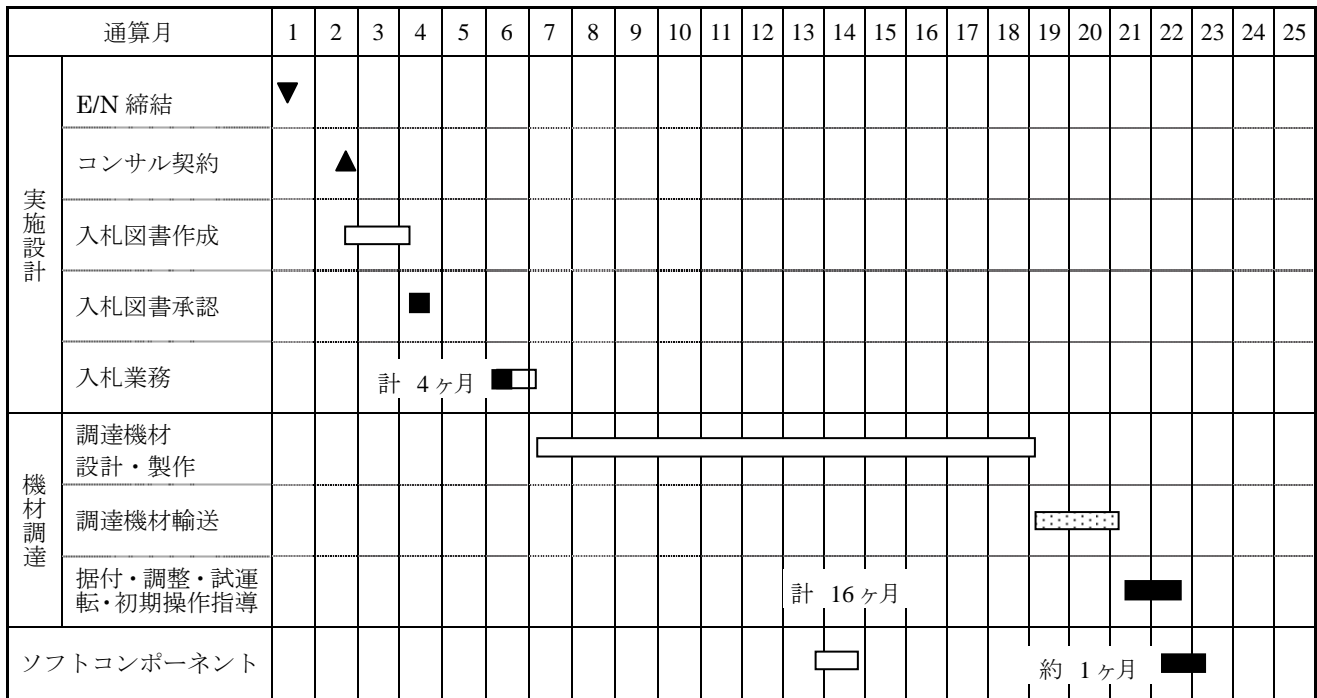 通算月 1 2 3 4 5 6 7 8 9 10 11 12 13 14 15 16 17 18 19 20 21 22 23 24 25
実施設計
E/N 締結
コンサル契約
入札図書作成
入札図書承認
入札業務 計 4ヶ月
機材調達
調達機材
設計・製作
調達機材輸送
据付・調整・試運
転・初期操作指導 計 16ヶ月
ソフトコンポーネント 約 1ヶ月